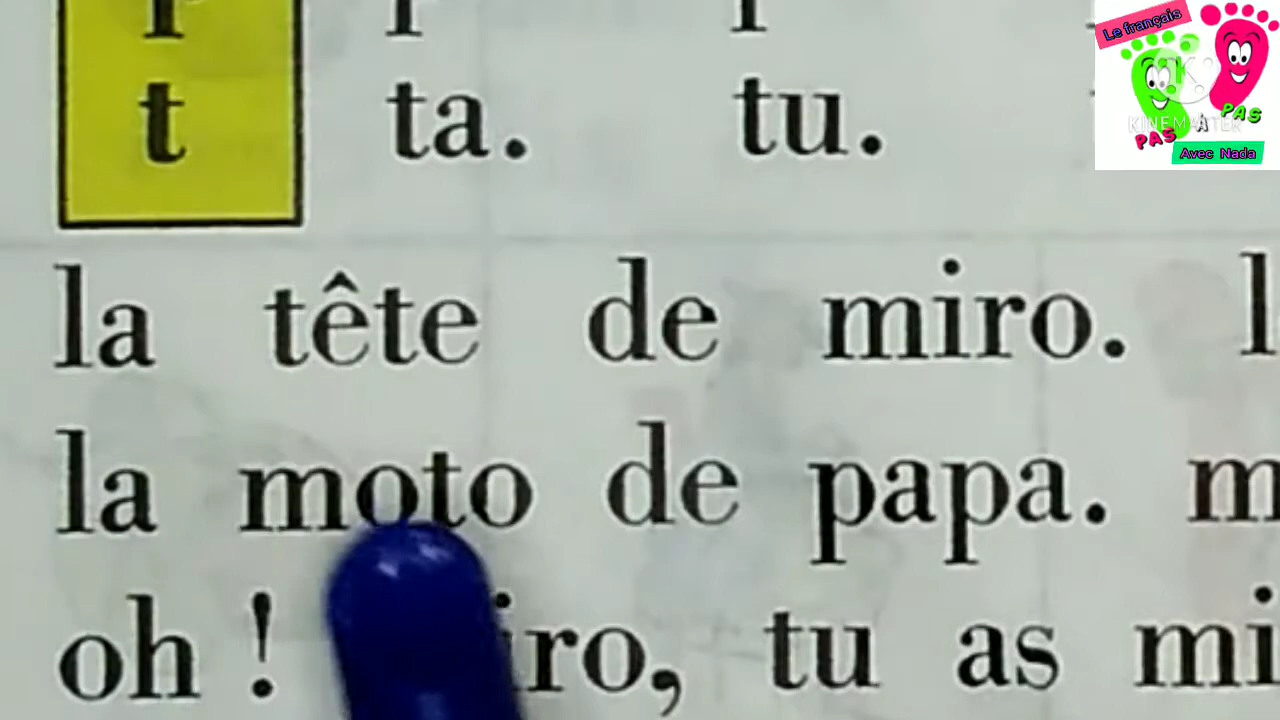 t ta. tu.
la tête de miro.
la moto de papa.
oh ! tu as
Le français
PAS À PAS
Avec Nada
KINEMASTER